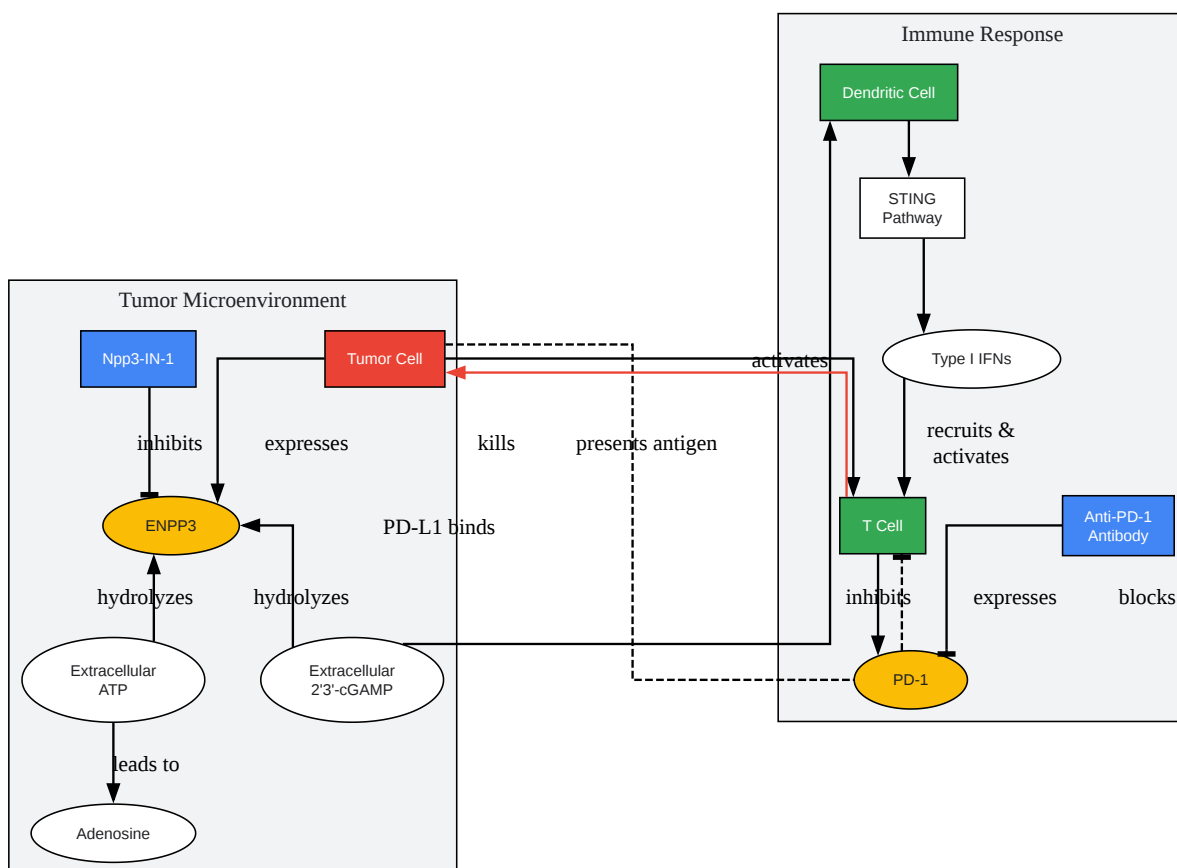 Immune Response
Dendritic Cell
STING
Pathway
Tumor Microenvironment
Npp3-IN-1
Tumor Cell
activates
Type I IFNs
inhibits
expresses
kills
presents antigen
recruits &
activates
ENPP3
PD-L1 binds
T Cell
Anti-PD-1
Antibody
hydrolyzes
hydrolyzes
inhibits
expresses
blocks
Extracellular
ATP
Extracellular
2'3'-cGAMP
PD-1
leads to
Adenosine